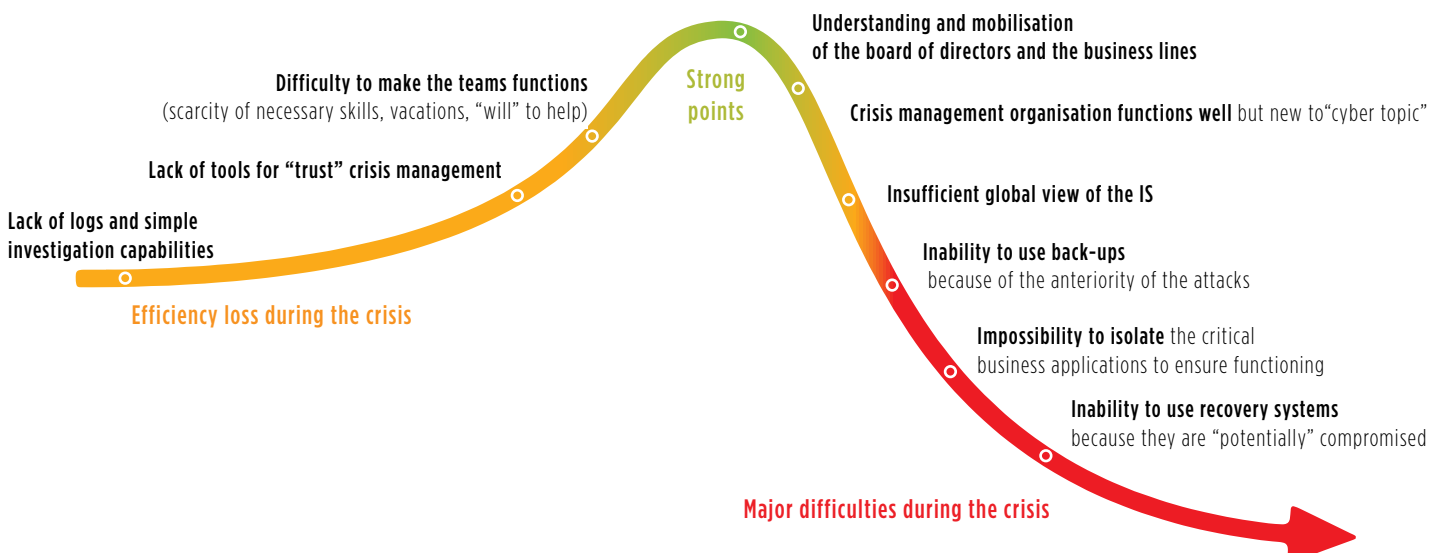 Lack of logs and simple
investigation capabilities
Lack of tools for “trust” crisis management
Difficulty to make the teams functions
(scarcity of necessary skills, vacations, “will” to help)
Efficiency loss during the crisis
Strong
points
Understanding and mobilisation
of the board of directors and the business lines
Crisis management organisation functions well but new to“cyber topic”
Insufficient global view of the IS
Inability to use back-ups
because of the anteriority of the attacks
Impossibility to isolate the critical
business applications to ensure functioning
Inability to use recovery systems
because they are “potentially” compromised
Major difficulties during the crisis